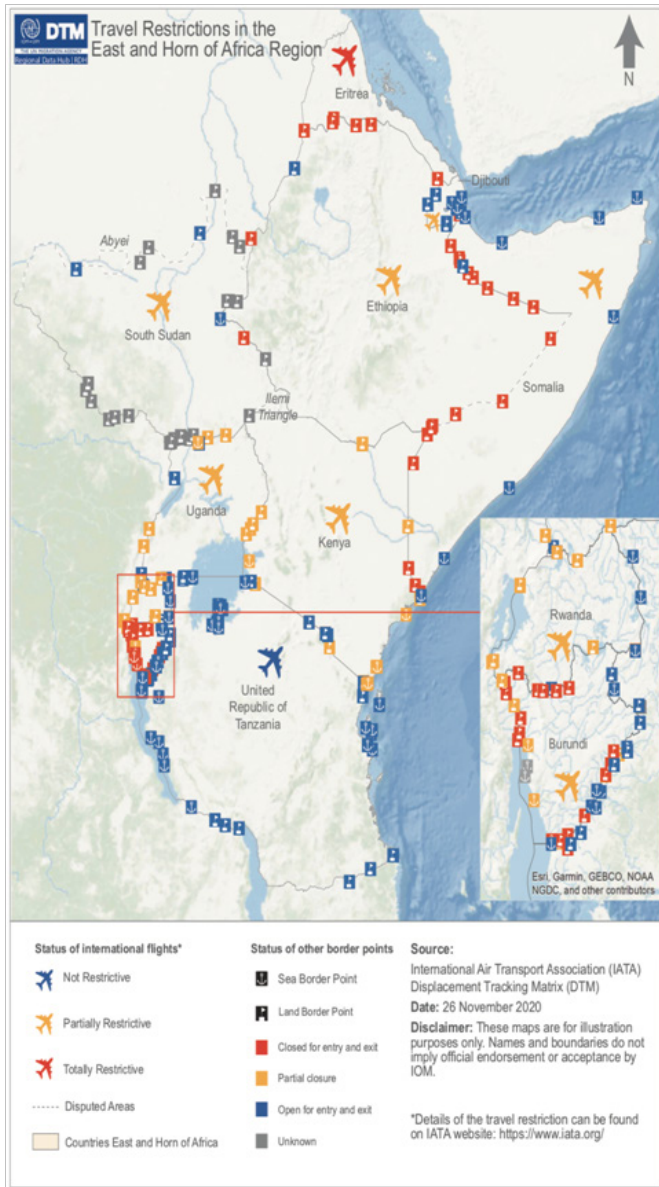 DTM
THE UN MIGRATION AGENCY
Regional Data Hub | RDH
Travel Restrictions in the
East and Horn of Africa Region
N
Eritrea
Djibouti
Abyei
Ethiopia
South Sudan
Somalia
Ilemi
Triangle
Uganda
Kenya
Rwanda
United
Republic of
Tanzania
Burundi
Esri, Garmin, GEBCO, NOAA
NGDC, and other contributors
Status of international flights*
Not Restrictive
Partially Restrictive
Totally Restrictive
Disputed Areas
Countries East and Horn of Africa
Status of other border points
Sea Border Point
Land Border Point
Closed for entry and exit
Partial closure
Open for entry and exit
Unknown
Source:
International Air Transport Association (IATA)
Displacement Tracking Matrix (DTM)
Date: 26 November 2020
Disclaimer: These maps are for illustration
purposes only. Names and boundaries do not
imply official endorsement or acceptance by
IOM.
*Details of the travel restriction can be found
on IATA website: https://www.iata.org/